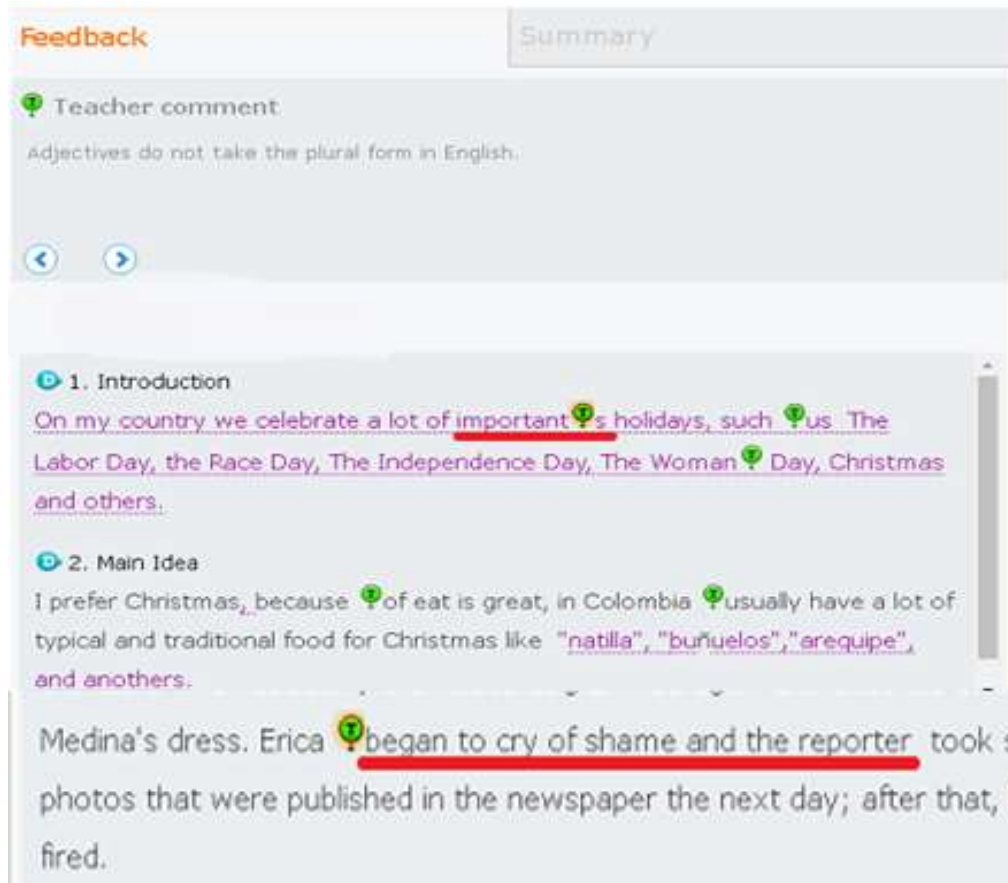 Feedback
Summary
Teacher comment
Adjectives do not take the plural form in English.
1. Introduction
On my country we celebrate a lot of importants holidays, such us The
Labor Day, the Race Day, The Independence Day, The Woman Day, Christmas
and others.
2. Main Idea
I prefer Christmas, because of eat is great, in Colombia usually have a lot of
typical and traditional food for Christmas like "natilla", "buñuelos","arequipe",
and anothers.
Medina's dress. Erica began to cry of shame and the reporter took
photos that were published in the newspaper the next day; after that,
fired.